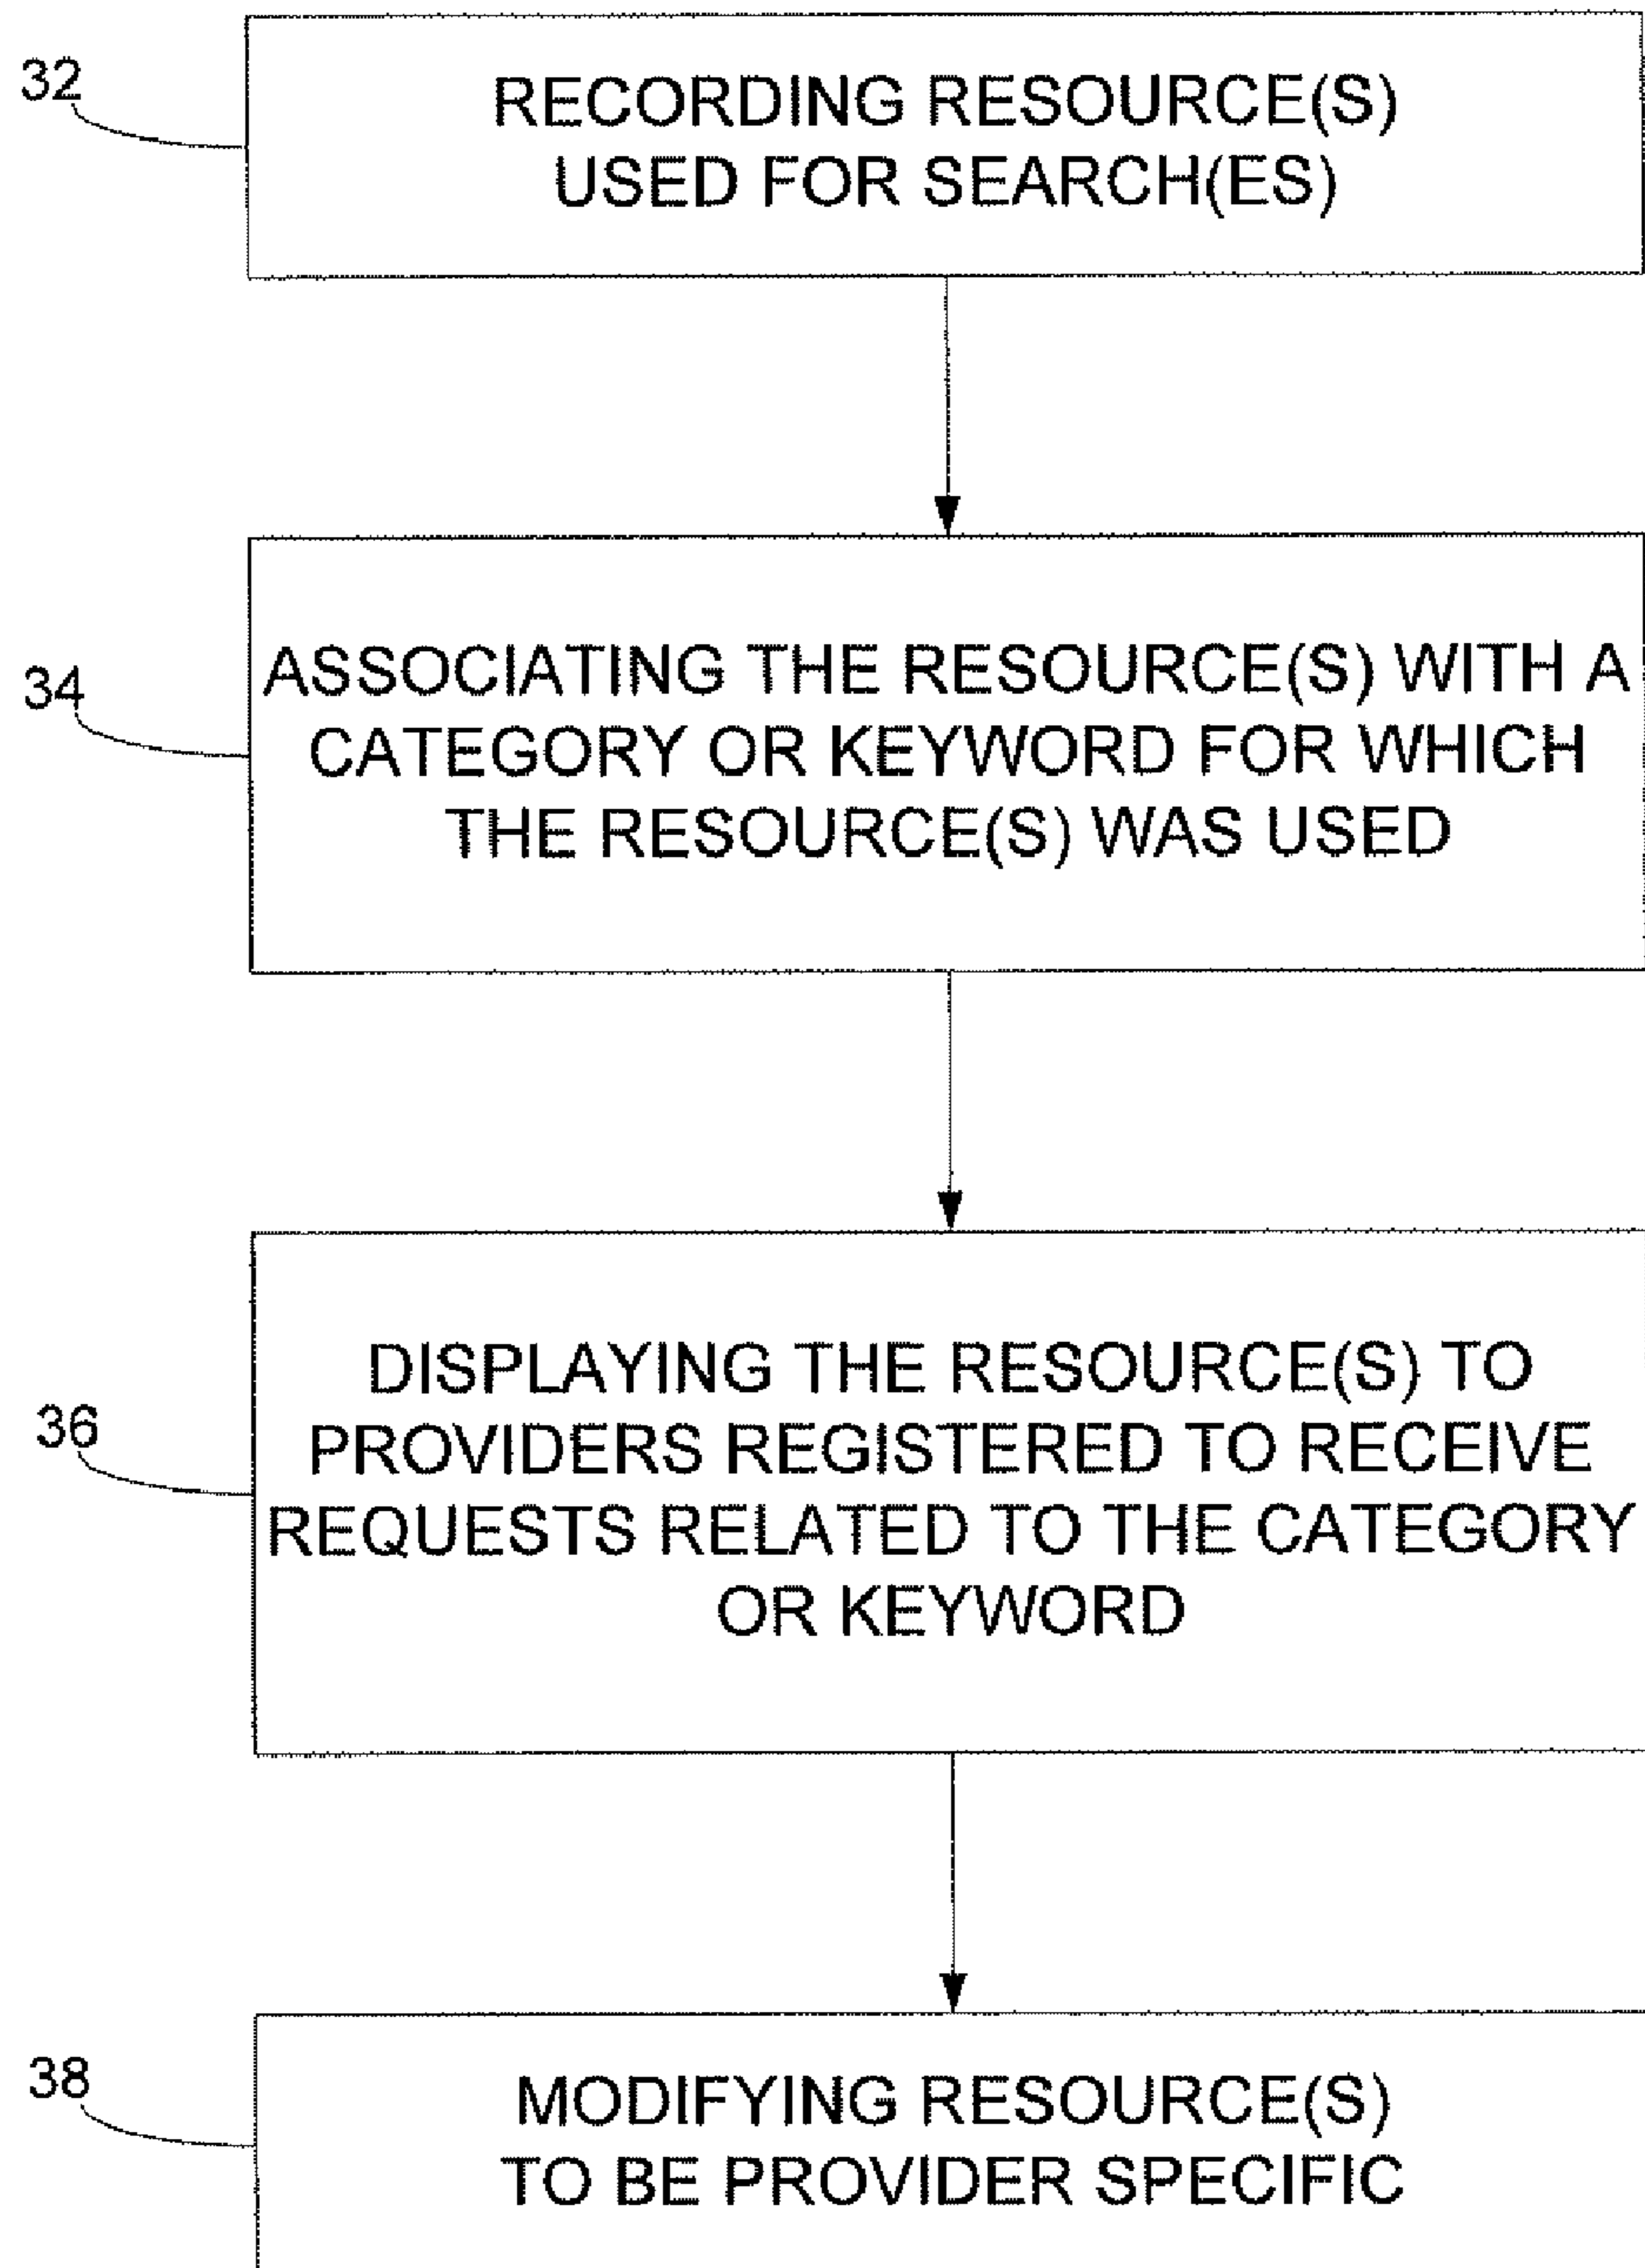 32
RECORDING RESOURCE(S)
USED FOR SEARCH(ES)
34
ASSOCIATING THE RESOURCE(S) WITH A
CATEGORY OR KEYWORD FOR WHICH
THE RESOURCE(S) WAS USED
36
DISPLAYING THE RESOURCE(S) TO
PROVIDERS REGISTERED TO RECEIVE
REQUESTS RELATED TO THE CATEGORY
OR KEYWORD
38
MODIFYING RESOURCE(S)
TO BE PROVIDER SPECIFIC